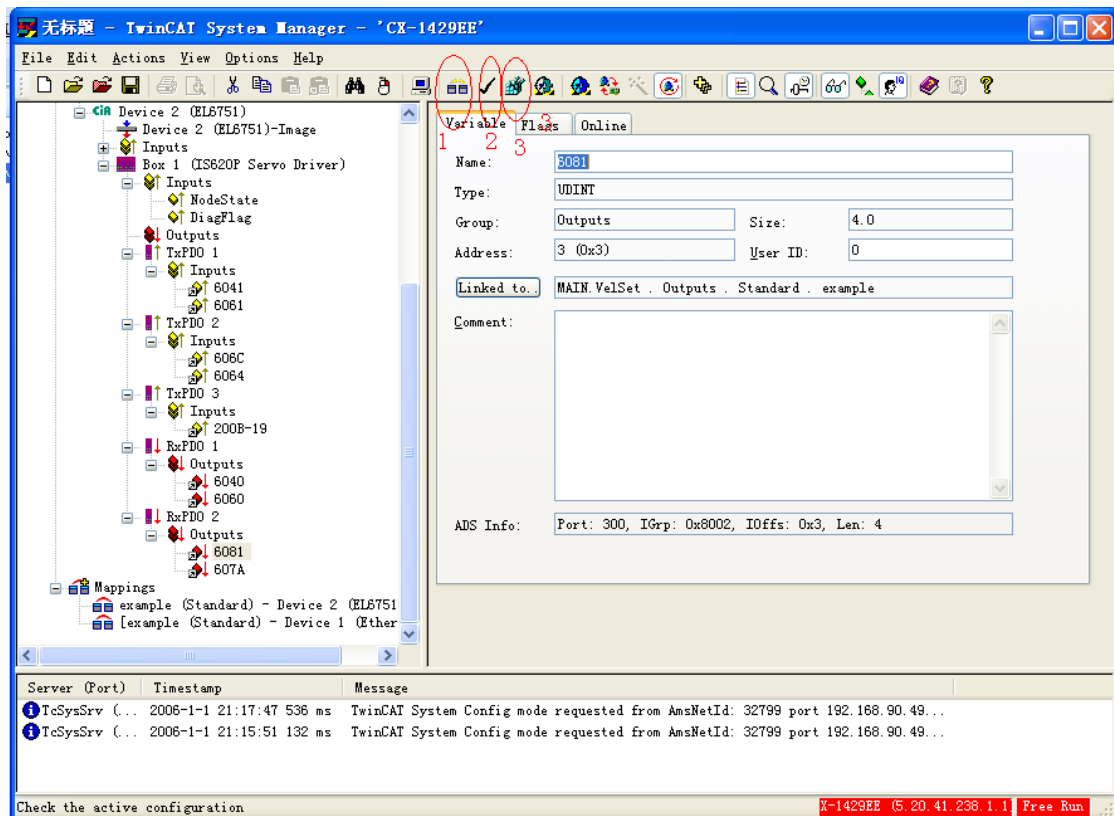 无标题 - TwinCAT System Manager - 'CX-1429EE'
File Edit Actions View Options Help
CiA Device 2 (EL6751)
Device 2 (EL6751)-Image
Inputs
Box 1 (IS620P Servo Driver)
Inputs
NodeState
DiagFlag
Outputs
TxPDO 1
Inputs
6041
6061
TxPDO 2
Inputs
606C
6064
TxPDO 3
Inputs
200B-19
RxPDO 1
Outputs
6040
6060
RxPDO 2
Outputs
6081
607A
Mappings
example (Standard) - Device 2 (EL6751
[example (Standard) - Device 1 (Ether
1 2 3 3
Variable Flags Online
Name: 6081
Type: UDINT
Group: Outputs Size: 4.0
Address: 3 (0x3) User ID: 0
Linked to.. MAIN.VelSet . Outputs . Standard . example
Comment:
ADS Info: Port: 300, IGrp: 0x8002, IOffs: 0x3, Len: 4
Server (Port) Timestamp Message
TcSysSrv (... 2006-1-1 21:17:47 536 ms TwinCAT System Config mode requested from AmsNetId: 32799 port 192.168.90.49...
TcSysSrv (... 2006-1-1 21:15:51 132 ms TwinCAT System Config mode requested from AmsNetId: 32799 port 192.168.90.49...
Check the active configuration X-1429EE (5.20.41.238.1.1 Free Run